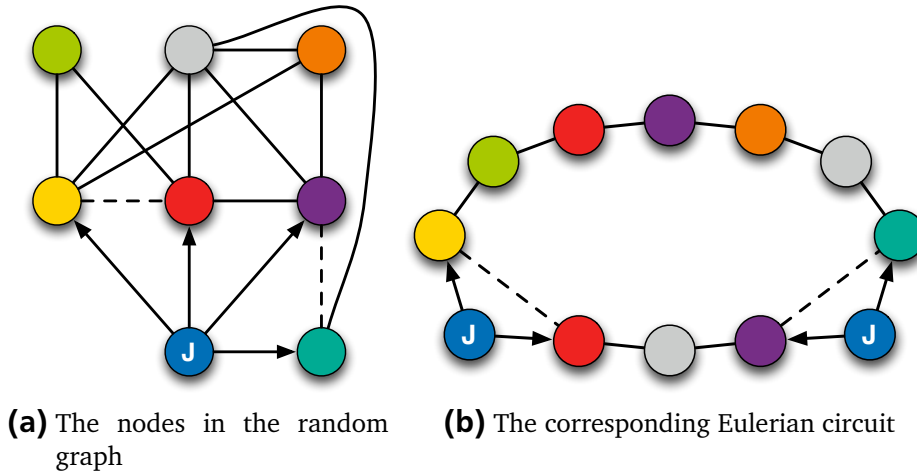 J
J
J
(a) The nodes in the random
graph
(b) The corresponding Eulerian circuit